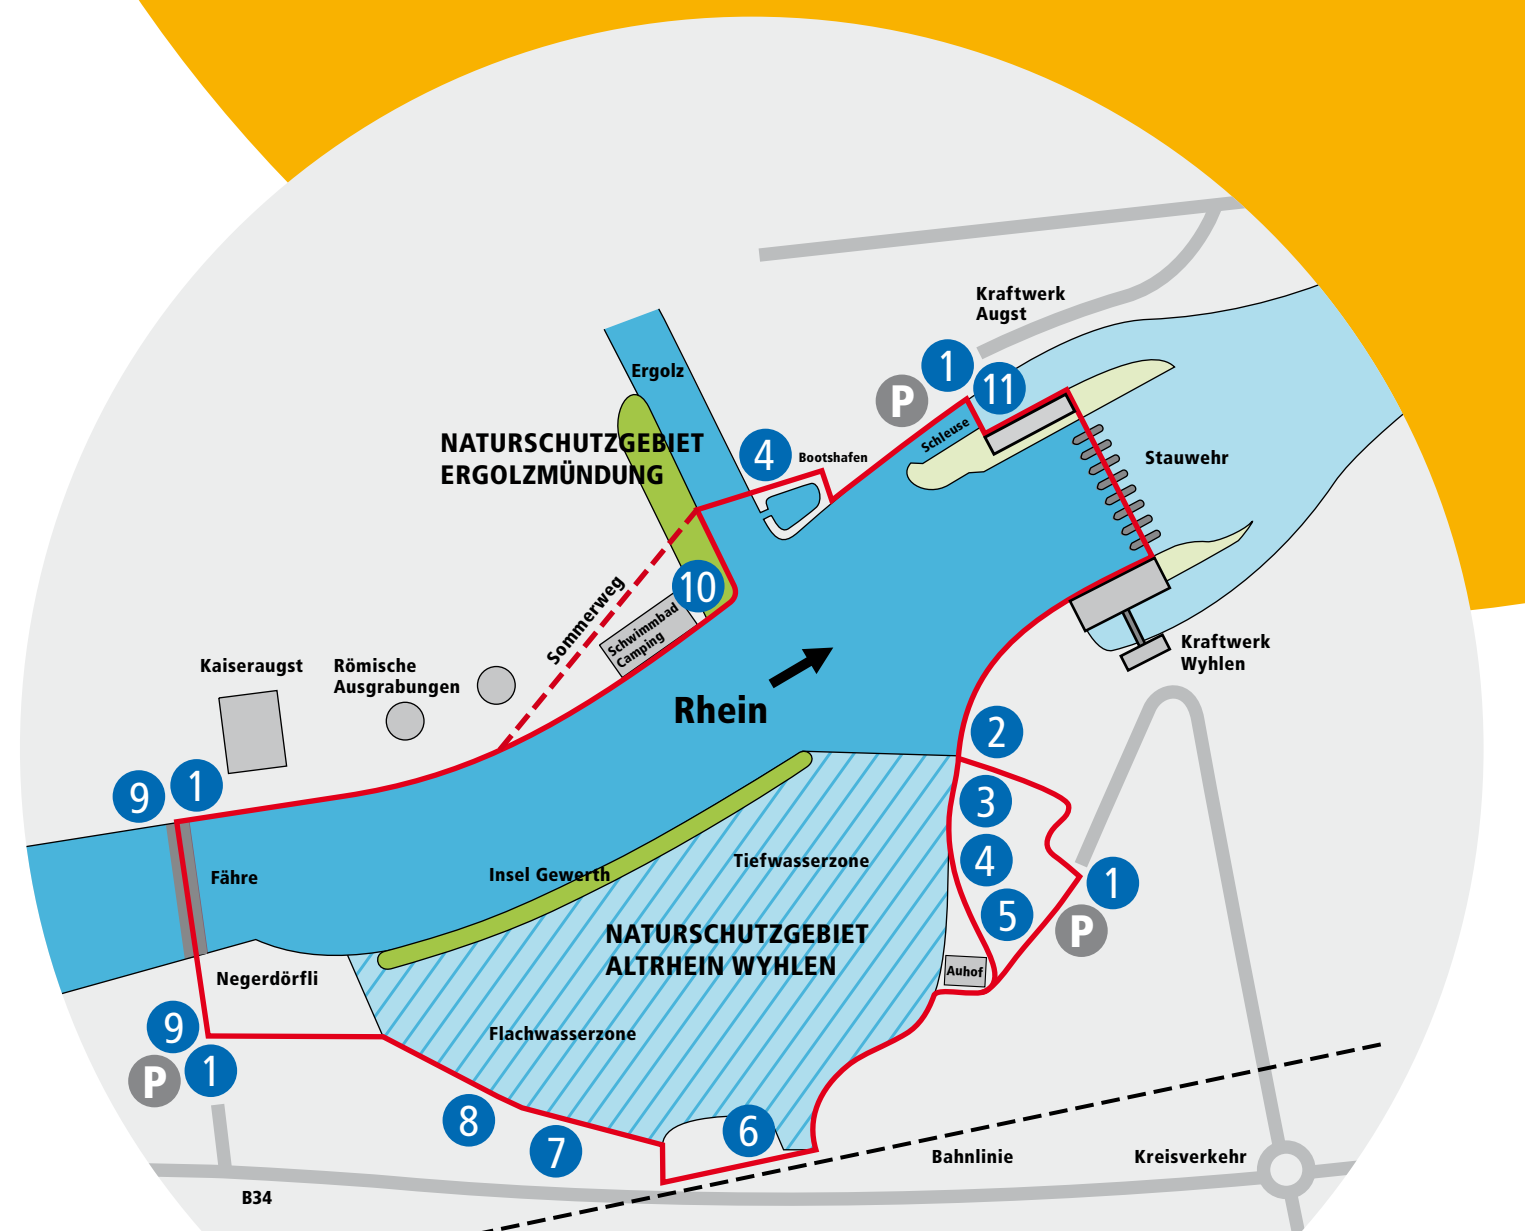 Kraftwerk
Augst
1
11
P
Schleuse
Ergolz
NATURSCHUTZGEBIET
ERGOLZMÜNDUNG
4
Bootshafen
Stauwehr
10
Sommerweg
Schwimmbad
Camping
Kraftwerk
Wyhlen
Kaiseraugst
Römische
Ausgrabungen
Rhein
2
9
1
3
Tiefwasserzone
4
Fähre
Insel Gewerth
1
5
P
NATURSCHUTZGEBIET
ALTRHEIN WYHLEN
Auhof
Negerdörfli
9
Flachwasserzone
P
1
8
7
6
Bahnlinie
Kreisverkehr
B34